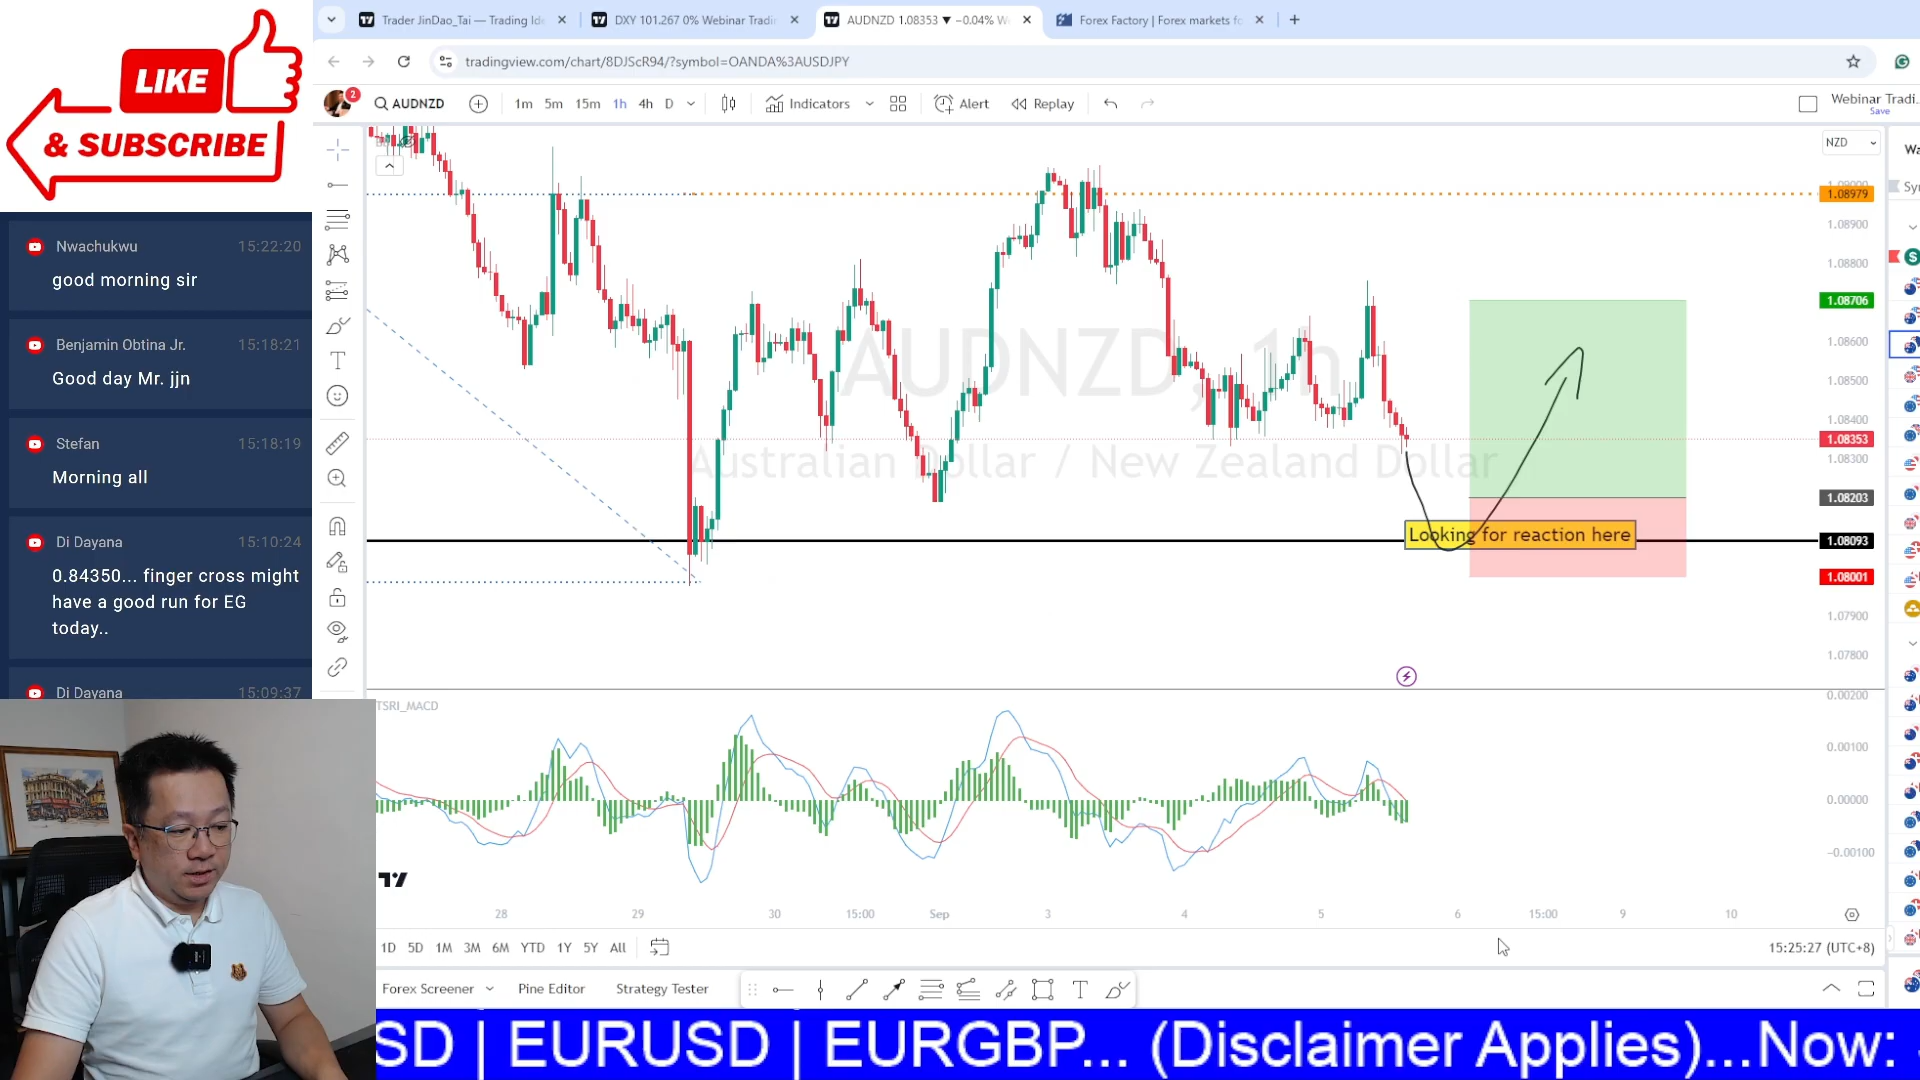 LIKE
& SUBSCRIBE
Trader JinDao_Tai — Trading Id
DXY 101.267 0% Webinar Tradin
AUDNZD 1.08353 ▼ −0.04% W
Forex Factory | Forex markets fo
tradingview.com/chart/8DJScR94/?symbol=OANDA%3AUSDJPY
2
AUDNZD
1m 5m 15m 1h 4h D
Indicators
Alert
Replay
Webinar Tradi...
Save
NZD
Wa
Syı
Nwachukwu 15:22:20
good morning sir
Benjamin Obtina Jr. 15:18:21
Good day Mr. jjn
Stefan 15:18:19
Morning all
Di Dayana 15:10:24
0.84350... finger cross might
have a good run for EG
today..
Di Dayana 15:09:37
AUDNZD, 1h
Australian Dollar / New Zealand Dollar
Looking for reaction here
1.08979
1.08900
1.08800
1.08706
1.08600
1.08500
1.08400
1.08353
1.08300
1.08203
1.08093
1.08001
1.07900
1.07800
TSRI_MACD
0.00200
0.00100
0.00000
−0.00100
28 29 30 15:00 Sep 3 4 5 6 15:00 9 10
1D 5D 1M 3M 6M YTD 1Y 5Y All
15:25:27 (UTC+8)
Forex Screener
Pine Editor
Strategy Tester
SD | EURUSD | EURGBP... (Disclaimer Applies)...Now: